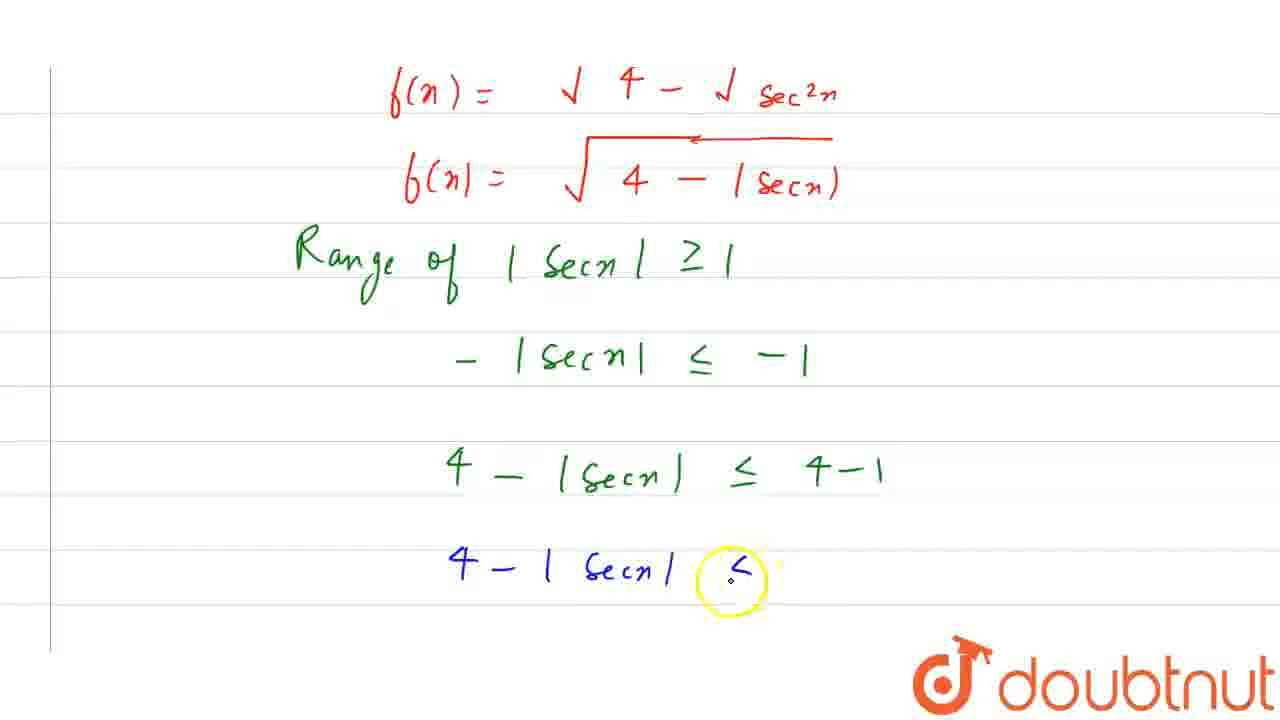 f(x) = √ 4 - √ sec²x
f(x) = √ 4 - |secx|
Range of | Secx | ≥ 1
- | Secx | ≤ -1
4 - | Secx | ≤ 4-1
4 - | Secx | <
doubtnut